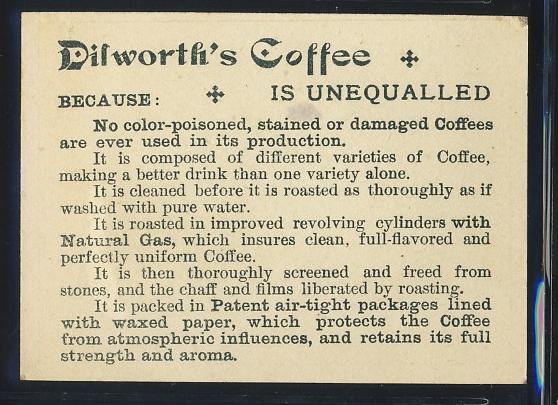 Dilworth's Coffee
IS UNEQUALLED
BECAUSE:
No color-poisoned, stained or damaged Coffees
are ever used in its production.
It is composed of different varieties of Coffee,
making a better drink than one variety alone.
It is cleaned before it is roasted as thoroughly as if
washed with pure water.
It is roasted in improved revolving cylinders with
Natural Gas, which insures clean, full-flavored and
perfectly uniform Coffee.
It is then thoroughly screened and freed from
stones, and the chaff and films liberated by roasting.
It is packed in Patent air-tight packages lined
with waxed paper, which protects the Coffee
from atmospheric influences, and retains its full
strength and aroma.